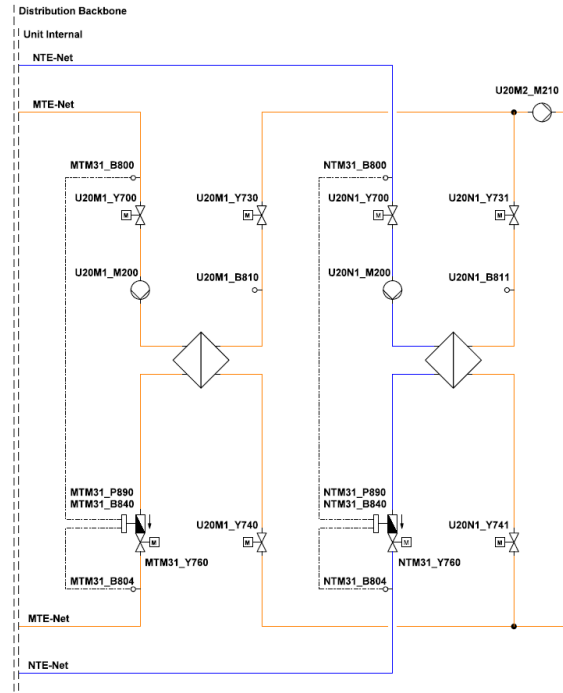 Distribution Backbone
Unit Internal
NTE-Net
U20M2_M210
MTE-Net
MTM31_B800
NTM31_B800
U20M1_Y700
U20M1_Y730
U20N1_Y700
U20N1_Y731
M
M
M
M
U20M1_M200
U20M1_B810
U20N1_M200
U20N1_B811
MTM31_P890
MTM31_B840
NTM31_P890
NTM31_B840
U20M1_Y740
U20N1_Y741
M
M
M
M
MTM31_Y760
NTM31_Y760
MTM31_B804
NTM31_B804
MTE-Net
NTE-Net